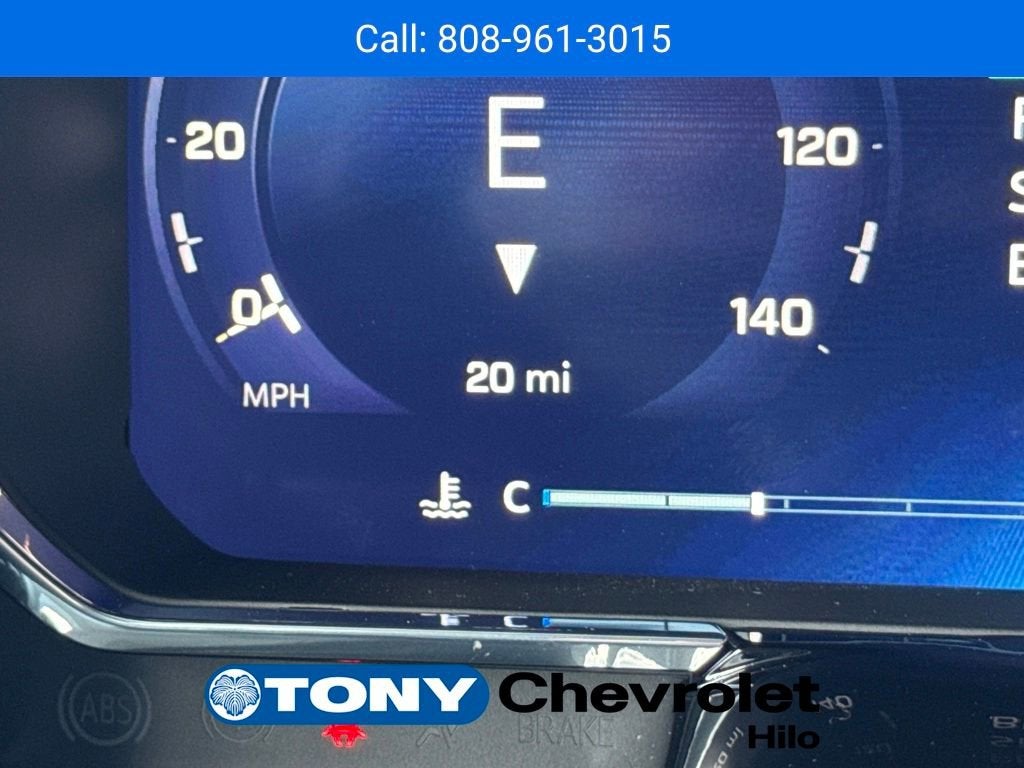 Call: 808-961-3015
20
E
120
0
140
20 mi
MPH
C
ABS
BRAKE
TONY Chevrolet
Hilo